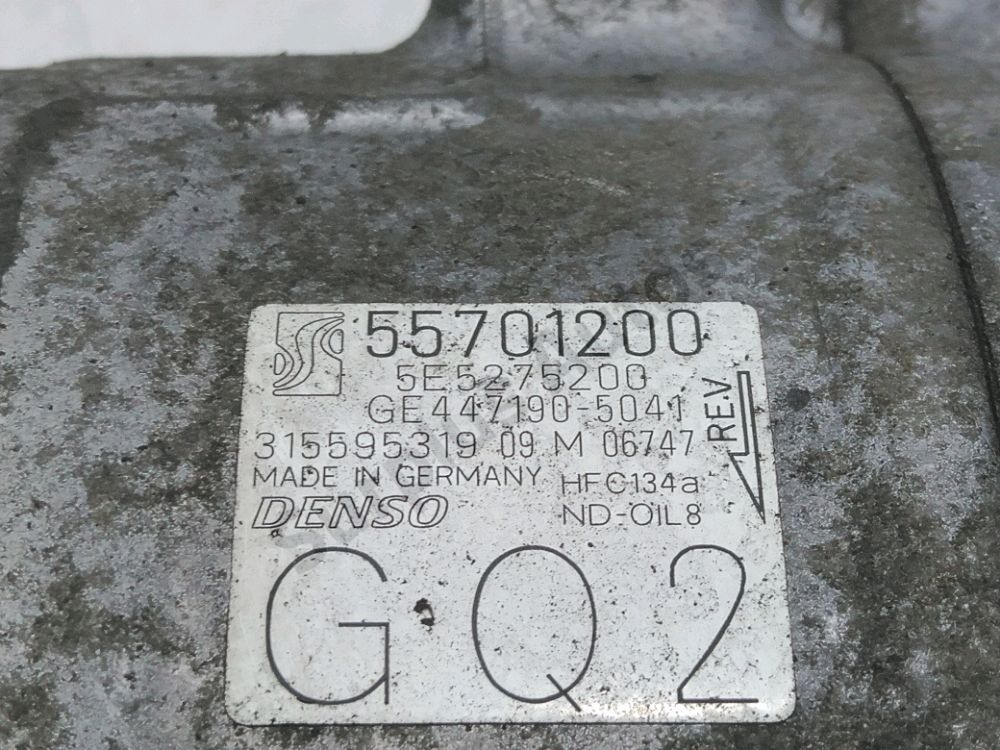 55701200
5E5275200
GE447190-5041
315595319 09 M 06747
MADE IN GERMANY HFC134a
DENSO ND-OIL8
REV
GQ2